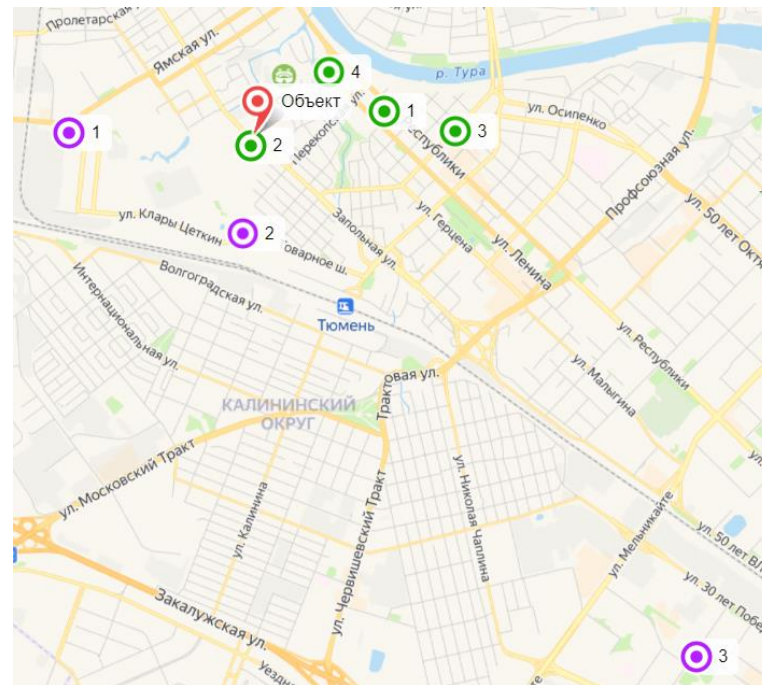 Пролетарская
Ямская ул.
4
р. Тура
Объект
1
1
2
3
ул. Осипенко
Республики
Перекопс
ул.
Профсоюзная ул.
ул. 50 лет Октя
ул. Клары Цеткин
2
Товарное ш.
Запольная ул.
ул. Герцена
ул. Ленина
Волгоградская ул.
Интернациональная ул.
Тюмень
ул. Республики
ул. Малыгина
Трактовая ул.
КАЛИНИНСКИЙ
ОКРУГ
ул. Московский Тракт
ул. Калинина
ул. Червишевский Тракт
ул. Николая Чаплина
ул. Мельникайте
ул. 50 лет ВЛ
ул. 30 лет Побе
Закалужская ул.
Уездна
3